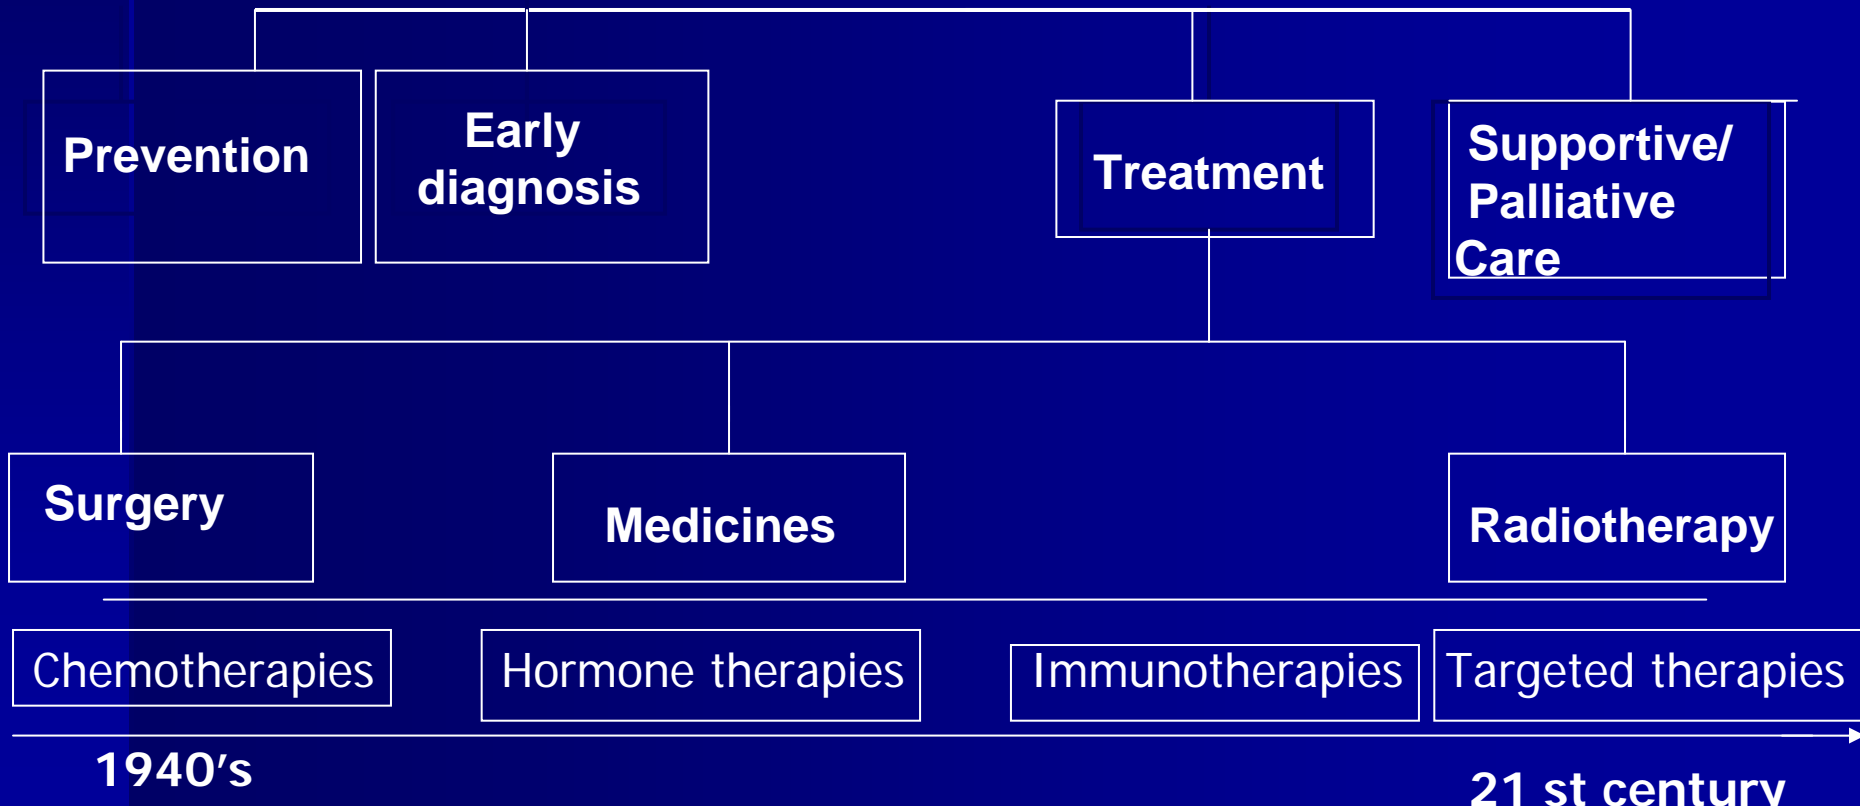 Prevention
Early
diagnosis
Treatment
Supportive/
Palliative
Care
Surgery
Medicines
Radiotherapy
Chemotherapies
Hormone therapies
Immunotherapies
Targeted therapies
1940's
21 st century